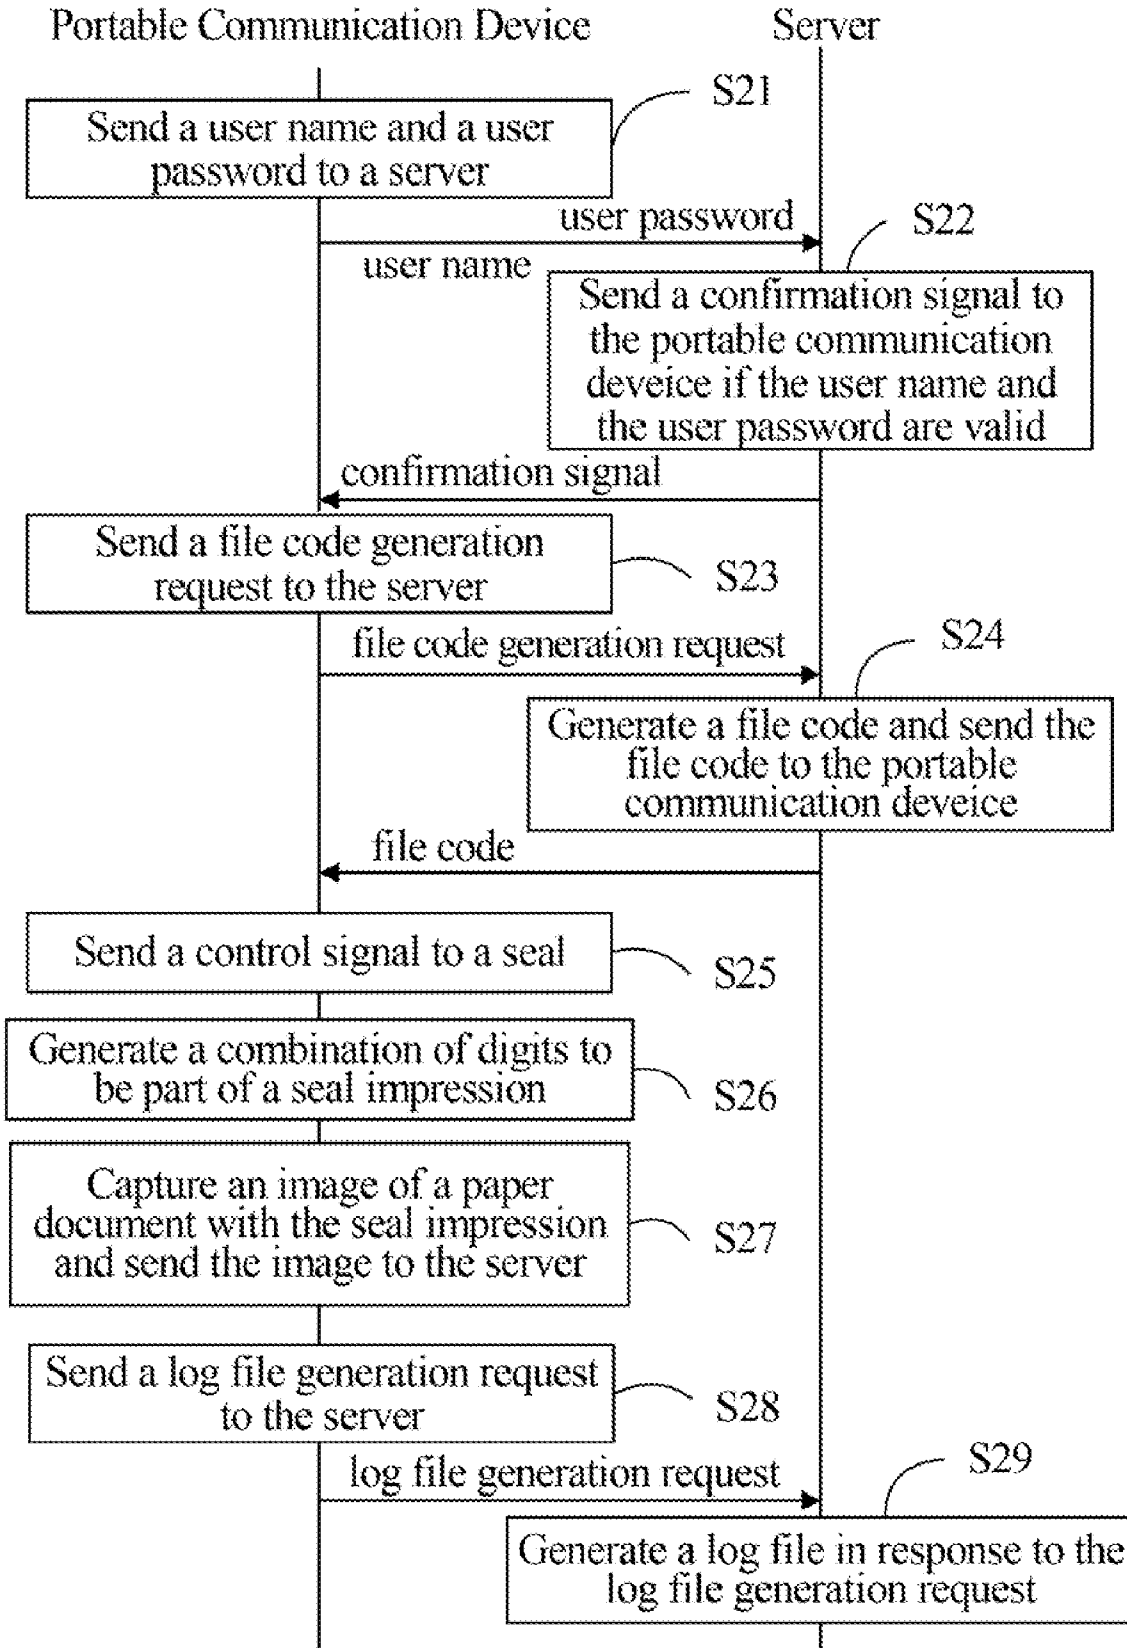 Portable Communication Device
Server
S21
Send a user name and a user
password to a server
user password
user name
S22
Send a confirmation signal to
the portable communication
deveice if the user name and
the user password are valid
confirmation signal
Send a file code generation
request to the server
S23
file code generation request
S24
Generate a file code and send the
file code to the portable
communication deveice
file code
Send a control signal to a seal
S25
Generate a combination of digits to
be part of a seal impression
S26
Capture an image of a paper
document with the seal impression
and send the image to the server
S27
Send a log file generation request
to the server
S28
log file generation request
S29
Generate a log file in response to the
log file generation request